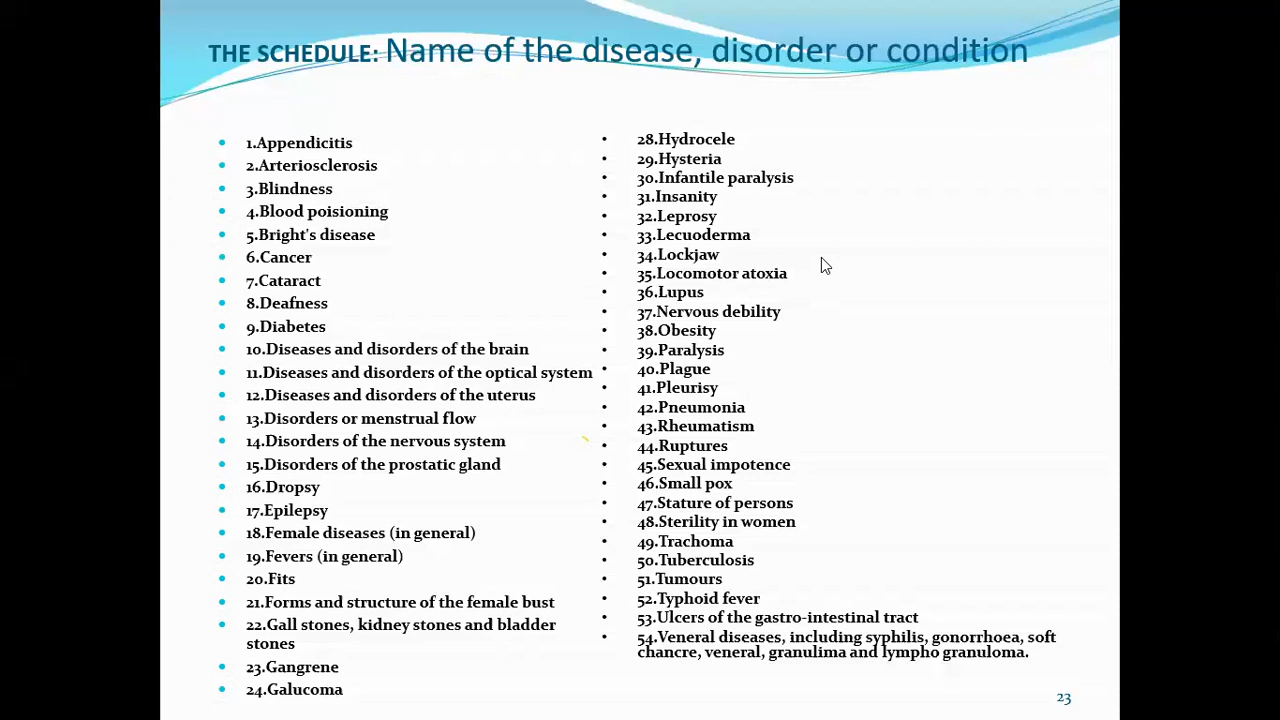 THE SCHEDULE: Name of the disease, disorder or condition
1.Appendicitis
2.Arteriosclerosis
3.Blindness
4.Blood poisioning
5.Bright's disease
6.Cancer
7.Cataract
8.Deafness
9.Diabetes
10.Diseases and disorders of the brain
11.Diseases and disorders of the optical system
12.Diseases and disorders of the uterus
13.Disorders or menstrual flow
14.Disorders of the nervous system
15.Disorders of the prostatic gland
16.Dropsy
17.Epilepsy
18.Female diseases (in general)
19.Fevers (in general)
20.Fits
21.Forms and structure of the female bust
22.Gall stones, kidney stones and bladder
stones
23.Gangrene
24.Galucoma
28.Hydrocele
29.Hysteria
30.Infantile paralysis
31.Insanity
32.Leprosy
33.Lecuoderma
34.Lockjaw
35.Locomotor atoxia
36.Lupus
37.Nervous debility
38.Obesity
39.Paralysis
40.Plague
41.Pleurisy
42.Pneumonia
43.Rheumatism
44.Ruptures
45.Sexual impotence
46.Small pox
47.Stature of persons
48.Sterility in women
49.Trachoma
50.Tuberculosis
51.Tumours
52.Typhoid fever
53.Ulcers of the gastro-intestinal tract
54.Veneral diseases, including syphilis, gonorrhoea, soft
chancre, veneral, granulima and lympho granuloma.
23